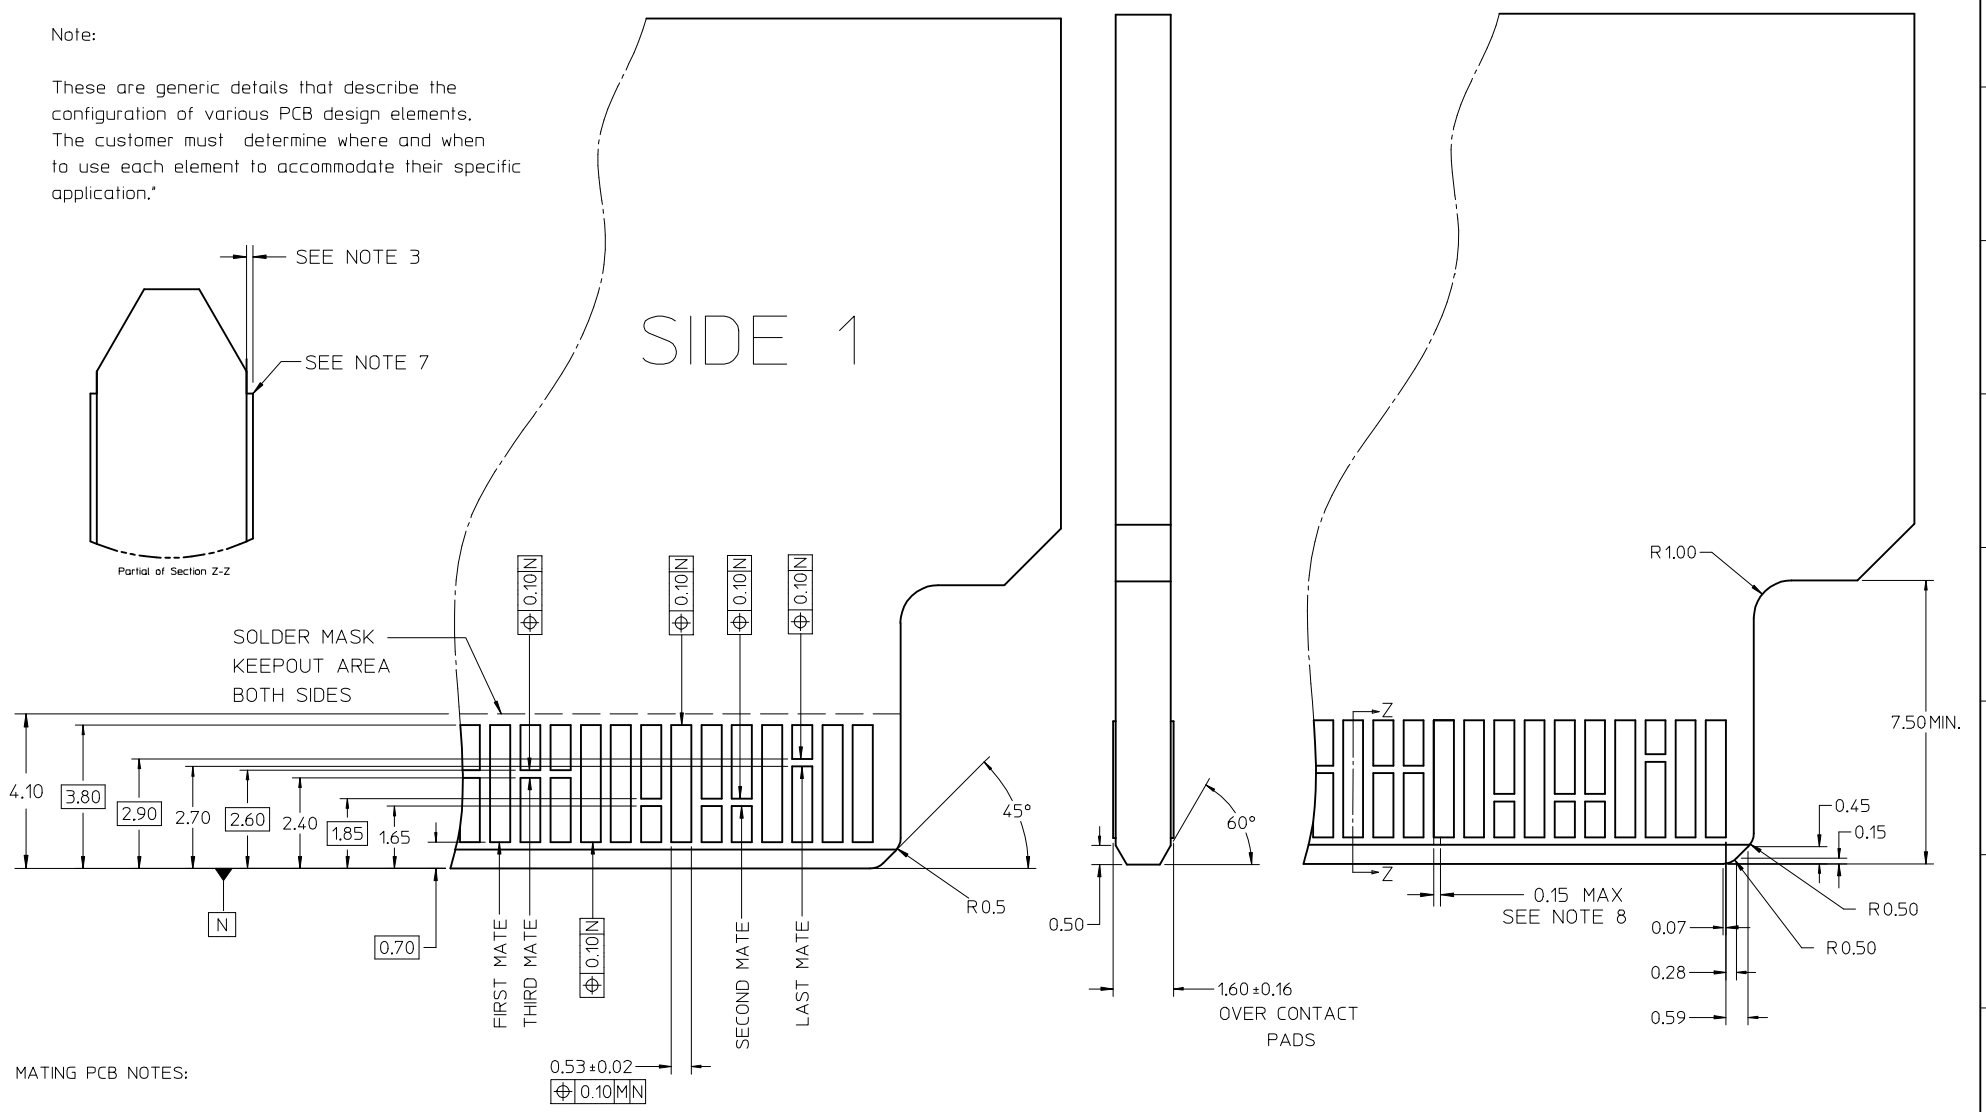 Note:
These are generic details that describe the
configuration of various PCB design elements.
The customer must determine where and when
to use each element to accommodate their specific
application."
SEE NOTE 3
SEE NOTE 7
Partial of Section Z-Z
SIDE 1
SOLDER MASK
KEEPOUT AREA
BOTH SIDES
⌖ 0.10 N
⌖ 0.10 N
⌖ 0.10 N
⌖ 0.10 N
4.10
3.80
2.90
2.70
2.60
2.40
1.85
1.65
N
0.70
FIRST MATE
THIRD MATE
⌖ 0.10 N
SECOND MATE
LAST MATE
0.53±0.02
⌖ 0.10 M N
45°
R0.5
60°
0.50
1.60±0.16
OVER CONTACT
PADS
R1.00
7.50 MIN.
Z
Z
0.15 MAX
SEE NOTE 8
0.45
0.15
0.07
0.28
0.59
R0.50
R0.50
MATING PCB NOTES: